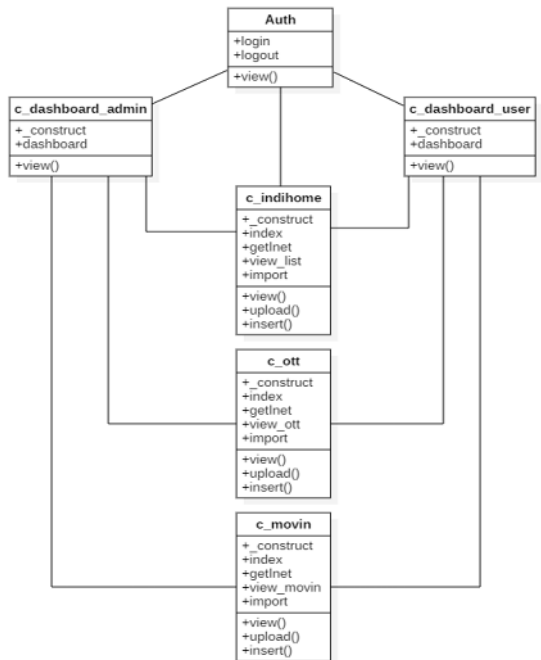 Auth
+login
+logout
+view()
c_dashboard_admin
+_construct
+dashboard
+view()
c_dashboard_user
+_construct
+dashboard
+view()
c_indihome
+_construct
+index
+getInet
+view_list
+import
+view()
+upload()
+insert()
c_ott
+_construct
+index
+getInet
+view_ott
+import
+view()
+upload()
+insert()
c_movin
+_construct
+index
+getInet
+view_movin
+import
+view()
+upload()
+insert()